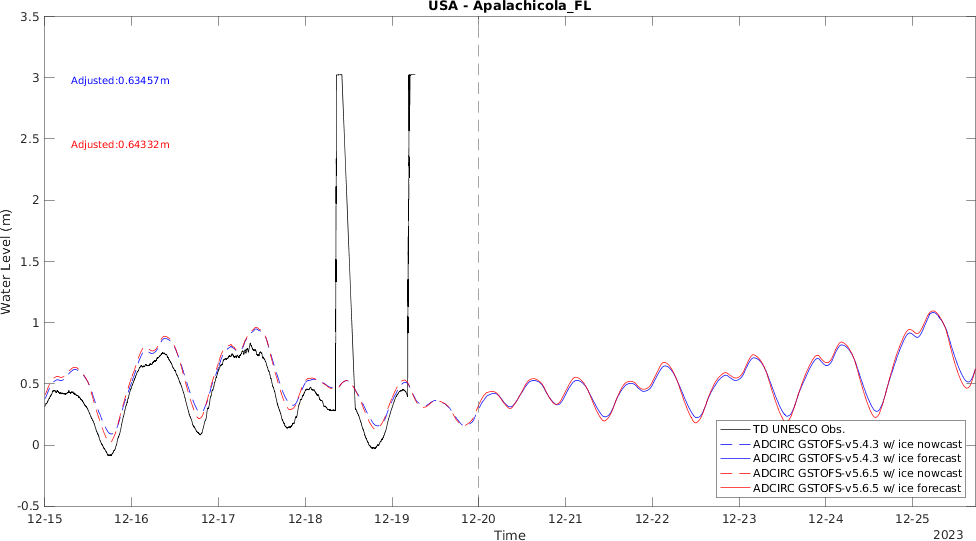 USA - Apalachicola_FL
3.5
3
2.5
2
1.5
1
0.5
0
-0.5
Water Level (m)
Adjusted:0.63457m
Adjusted:0.64332m
TD UNESCO Obs.
ADCIRC GSTOFS-v5.4.3 w/ ice nowcast
ADCIRC GSTOFS-v5.4.3 w/ ice forecast
ADCIRC GSTOFS-v5.6.5 w/ ice nowcast
ADCIRC GSTOFS-v5.6.5 w/ ice forecast
12-15 12-16 12-17 12-18 12-19 12-20 12-21 12-22 12-23 12-24 12-25
Time
2023